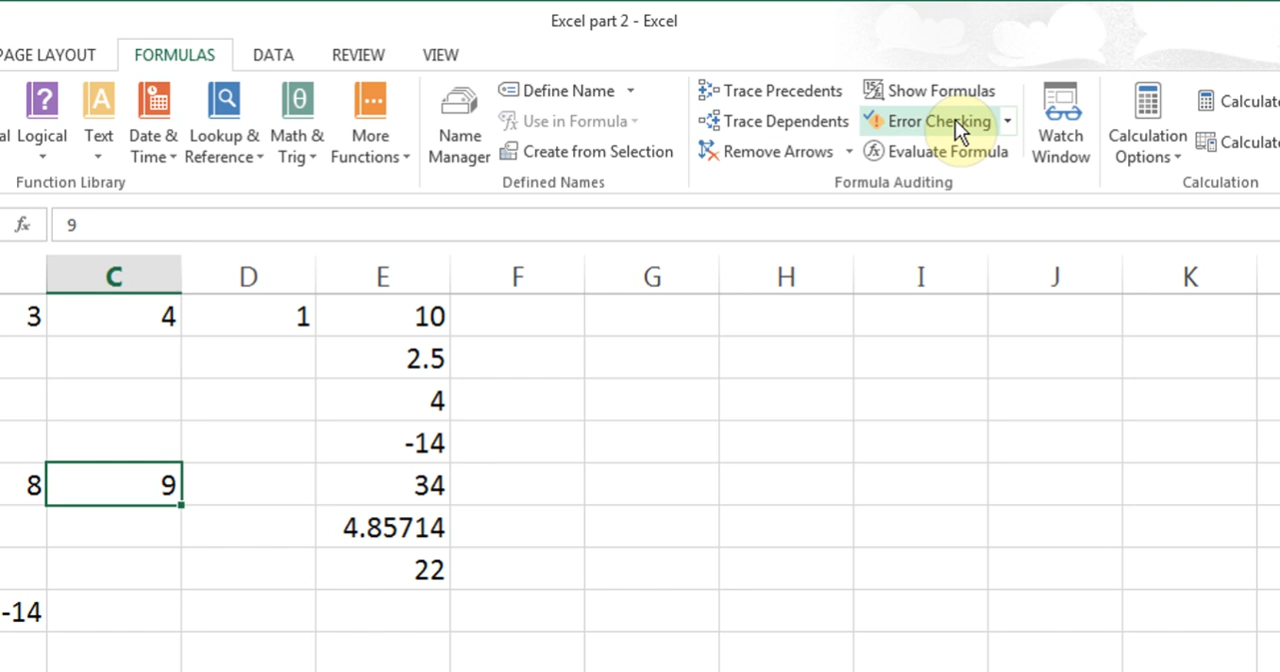 Excel part 2 - Excel
PAGE LAYOUT FORMULAS DATA REVIEW VIEW
Define Name Trace Precedents Show Formulas
Use in Formula Trace Dependents Error Checking
Create from Selection Remove Arrows Evaluate Formula
al Logical Text Date & Time Lookup & Reference Math & Trig More Functions Name Manager Watch Window Calculation Options Calculate
Calculate
Function Library Defined Names Formula Auditing Calculation
fx 9
C D E F G H I J K
3 4 1 10
2.5
4
-14
8 9 34
4.85714
22
-14